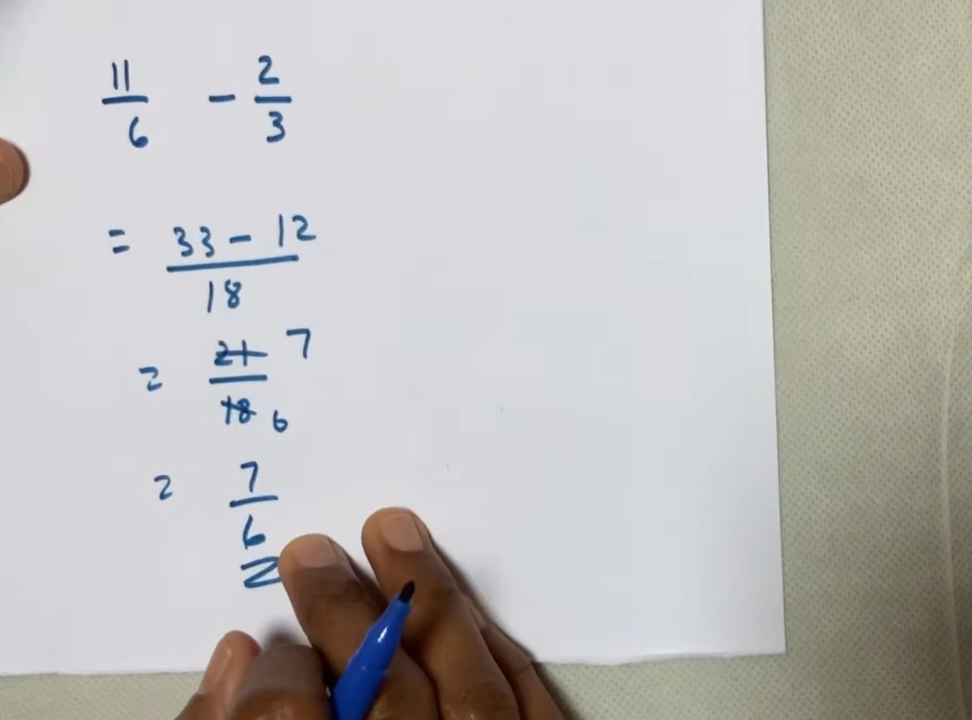 11/6 - 2/3
= 33 - 12/18
= 21/18 7 6
= 7/6